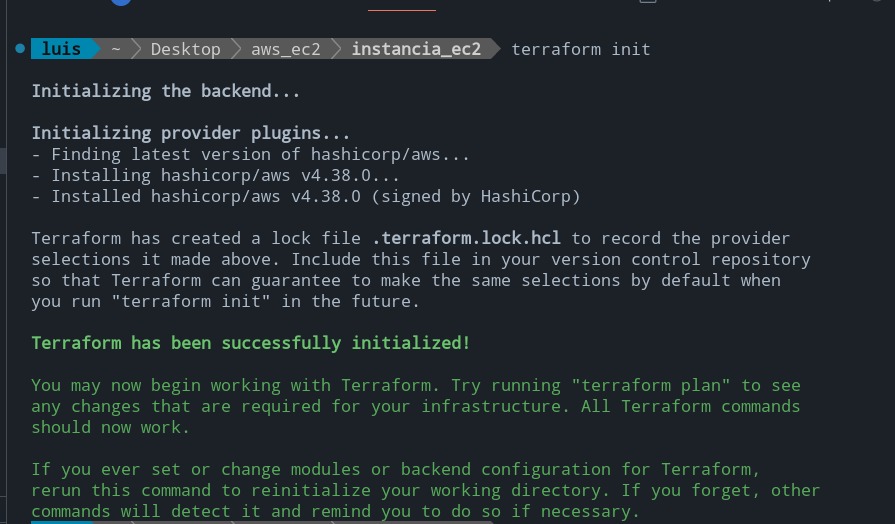 luis ~ Desktop aws_ec2 instancia_ec2 terraform init
Initializing the backend...
Initializing provider plugins...
- Finding latest version of hashicorp/aws...
- Installing hashicorp/aws v4.38.0...
- Installed hashicorp/aws v4.38.0 (signed by HashiCorp)
Terraform has created a lock file .terraform.lock.hcl to record the provider
selections it made above. Include this file in your version control repository
so that Terraform can guarantee to make the same selections by default when
you run "terraform init" in the future.
Terraform has been successfully initialized!
You may now begin working with Terraform. Try running "terraform plan" to see
any changes that are required for your infrastructure. All Terraform commands
should now work.
If you ever set or change modules or backend configuration for Terraform,
rerun this command to reinitialize your working directory. If you forget, other
commands will detect it and remind you to do so if necessary.